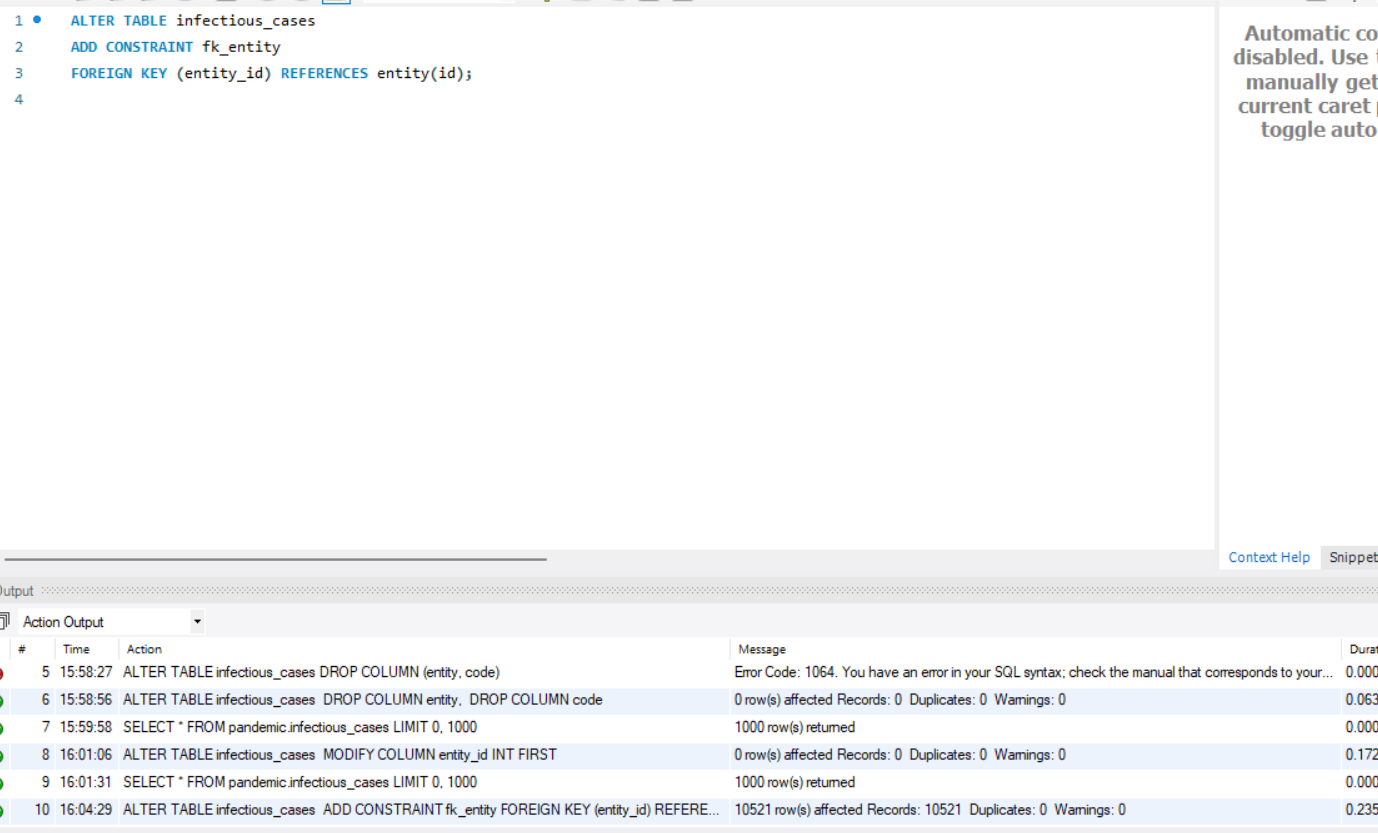 1 ALTER TABLE infectious_cases
2 ADD CONSTRAINT fk_entity
3 FOREIGN KEY (entity_id) REFERENCES entity(id);
4
Automatic co
disabled. Use
manually get
current caret
toggle auto
Context Help Snippet
Output
Action Output
# Time Action Message Durat
5 15:58:27 ALTER TABLE infectious_cases DROP COLUMN (entity, code) Error Code: 1064. You have an error in your SQL syntax; check the manual that corresponds to your... 0.000
6 15:58:56 ALTER TABLE infectious_cases DROP COLUMN entity, DROP COLUMN code 0 row(s) affected Records: 0 Duplicates: 0 Warnings: 0 0.063
7 15:59:58 SELECT * FROM pandemic.infectious_cases LIMIT 0, 1000 1000 row(s) returned 0.000
8 16:01:06 ALTER TABLE infectious_cases MODIFY COLUMN entity_id INT FIRST 0 row(s) affected Records: 0 Duplicates: 0 Warnings: 0 0.172
9 16:01:31 SELECT * FROM pandemic.infectious_cases LIMIT 0, 1000 1000 row(s) returned 0.000
10 16:04:29 ALTER TABLE infectious_cases ADD CONSTRAINT fk_entity FOREIGN KEY (entity_id) REFERE... 10521 row(s) affected Records: 10521 Duplicates: 0 Warnings: 0 0.235